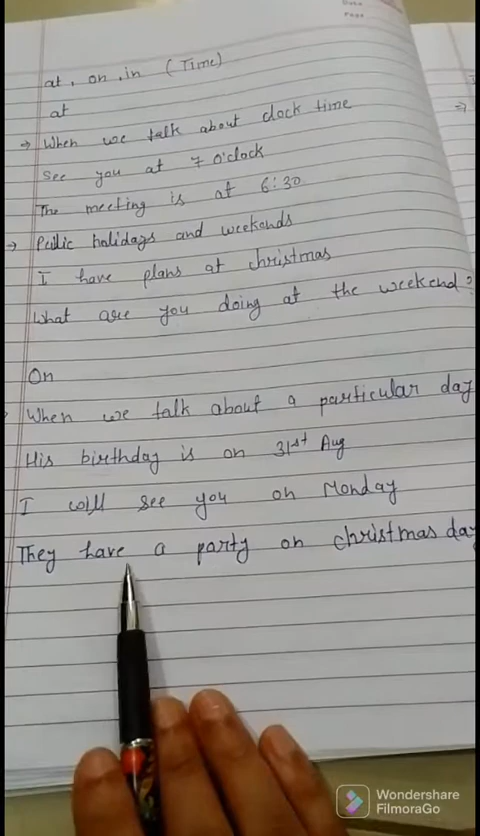 Date
Page
at, on, in (Time)
at
→ When we talk about clock time
See you at 7 o'clock
The meeting is at 6:30
→ Public holidays and weekends
I have plans at christmas
What are you doing at the weekend?
On
When we talk about a particular day
His birthday is on 31st Aug
I will see you on Monday
They have a party on christmas day
Wondershare
FilmoraGo